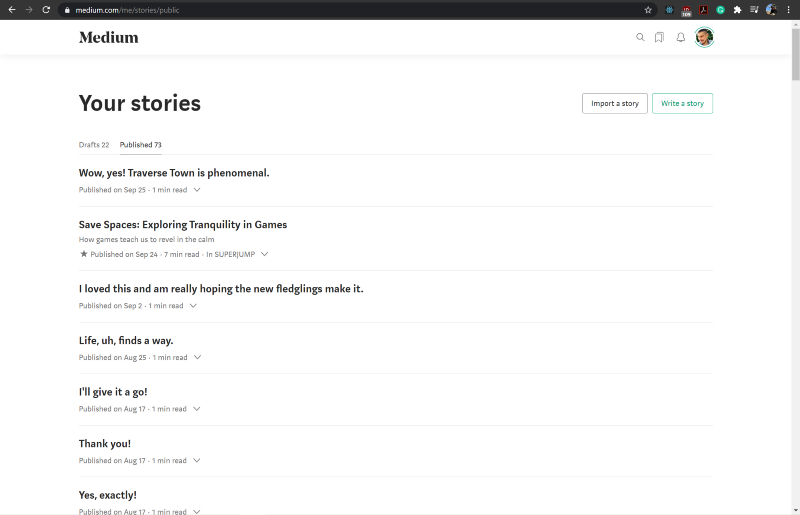 medium.com/me/stories/public
Medium
Your stories
Import a story
Write a story
Drafts 22
Published 73
Wow, yes! Traverse Town is phenomenal.
Published on Sep 25 · 1 min read
Save Spaces: Exploring Tranquility in Games
How games teach us to revel in the calm
Published on Sep 24 · 7 min read · In SUPERJUMP
I loved this and am really hoping the new fledglings make it.
Published on Sep 2 · 1 min read
Life, uh, finds a way.
Published on Aug 25 · 1 min read
I'll give it a go!
Published on Aug 17 · 1 min read
Thank you!
Published on Aug 17 · 1 min read
Yes, exactly!
Published on Aug 17 · 1 min read